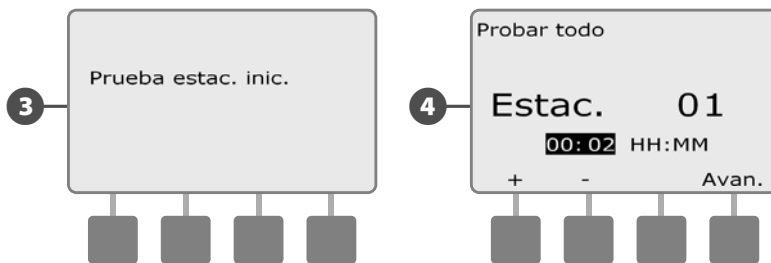 3
Prueba estac. inic.
4
Probar todo
Estac. 01
00:02 HH:MM
+ - Avan.